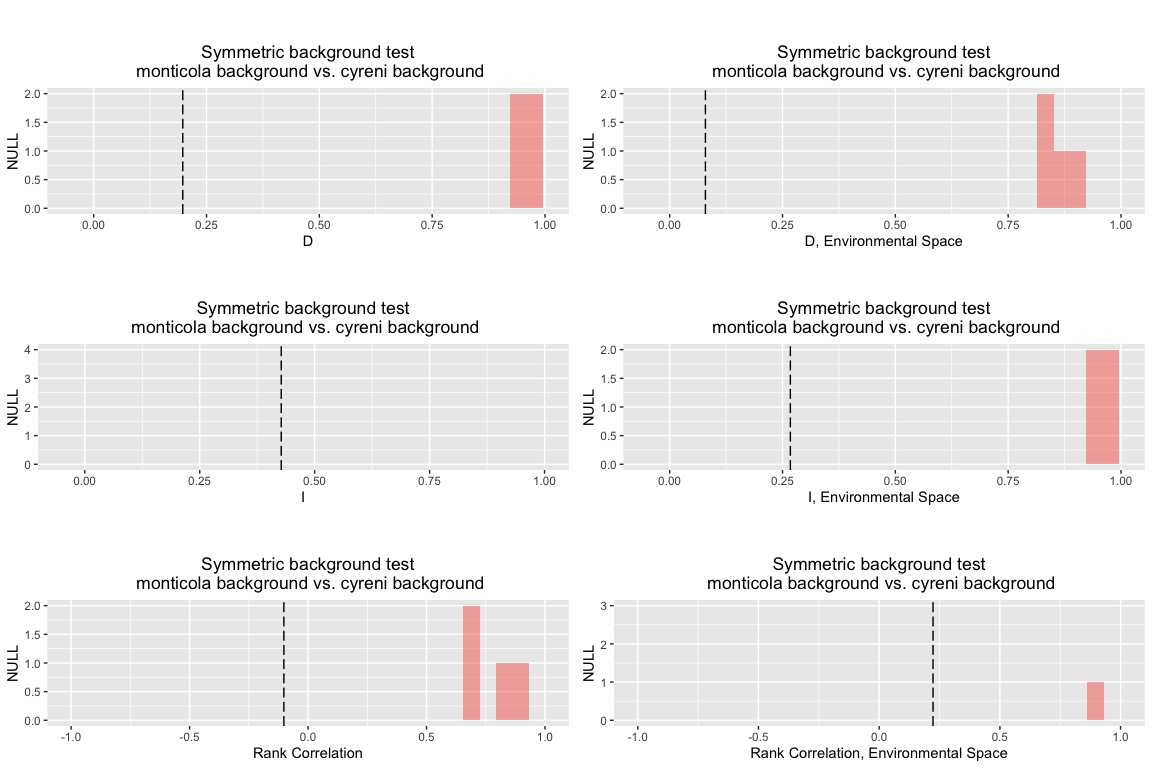 Symmetric background test
monticola background vs. cyreni background
NULL
2.0
1.5
1.0
0.5
0.0
0.00 0.25 0.50 0.75 1.00
D
Symmetric background test
monticola background vs. cyreni background
NULL
2.0
1.5
1.0
0.5
0.0
0.00 0.25 0.50 0.75 1.00
D, Environmental Space
Symmetric background test
monticola background vs. cyreni background
NULL
4
3
2
1
0
0.00 0.25 0.50 0.75 1.00
I
Symmetric background test
monticola background vs. cyreni background
NULL
2.0
1.5
1.0
0.5
0.0
0.00 0.25 0.50 0.75 1.00
I, Environmental Space
Symmetric background test
monticola background vs. cyreni background
NULL
2.0
1.5
1.0
0.5
0.0
-1.0 -0.5 0.0 0.5 1.0
Rank Correlation
Symmetric background test
monticola background vs. cyreni background
NULL
3
2
1
0
-1.0 -0.5 0.0 0.5 1.0
Rank Correlation, Environmental Space